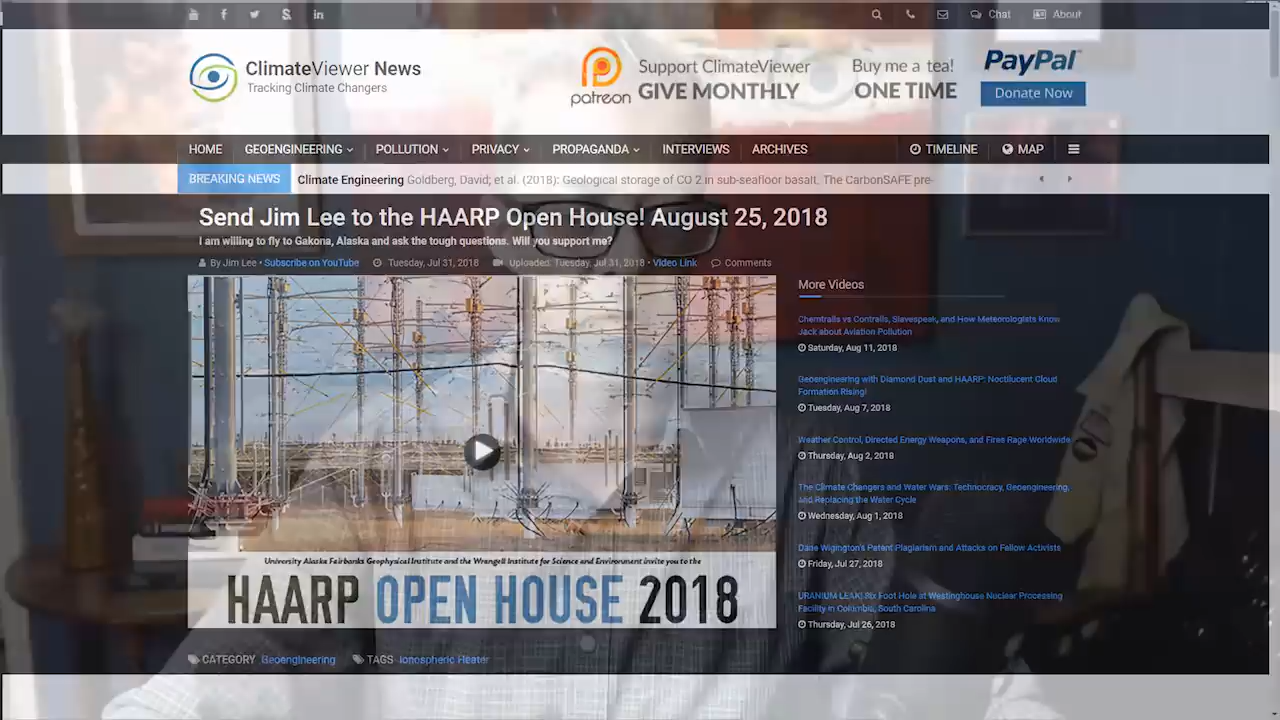 Chat
About
ClimateViewer News
Tracking Climate Changers
patreon
Support ClimateViewer
GIVE MONTHLY
Buy me a tea!
ONE TIME
PayPal
Donate Now
HOME
GEOENGINEERING
POLLUTION
PRIVACY
PROPAGANDA
INTERVIEWS
ARCHIVES
TIMELINE
MAP
BREAKING NEWS
Climate Engineering Goldberg, David; et al. (2018): Geological storage of CO 2 in sub-seafloor basalt. The CarbonSAFE pre-
Send Jim Lee to the HAARP Open House! August 25, 2018
I am willing to fly to Gakona, Alaska and ask the tough questions. Will you support me?
By Jim Lee • Subscribe on YouTube
Tuesday, Jul 31, 2018
Uploaded: Tuesday, Jul 31, 2018 • Video Link
Comments
University Alaska Fairbanks Geophysical Institute and the Wrangell Institute for Science and Environment invite you to the
HAARP OPEN HOUSE 2018
CATEGORY Geoengineering
TAGS Ionospheric Heater
More Videos
Chemtrails vs Contrails, Slavespeak, and How Meteorologists Know
Jack about Aviation Pollution
Saturday, Aug 11, 2018
Geoengineering with Diamond Dust and HAARP: Noctilucent Cloud
Formation Rising!
Tuesday, Aug 7, 2018
Weather Control, Directed Energy Weapons, and Fires Rage Worldwide
Thursday, Aug 2, 2018
The Climate Changers and Water Wars: Technocracy, Geoengineering,
and Replacing the Water Cycle
Wednesday, Aug 1, 2018
Dane Wigington's Patent Plagiarism and Attacks on Fellow Activists
Friday, Jul 27, 2018
URANIUM LEAK! Six Foot Hole at Westinghouse Nuclear Processing
Facility in Columbia, South Carolina
Thursday, Jul 26, 2018